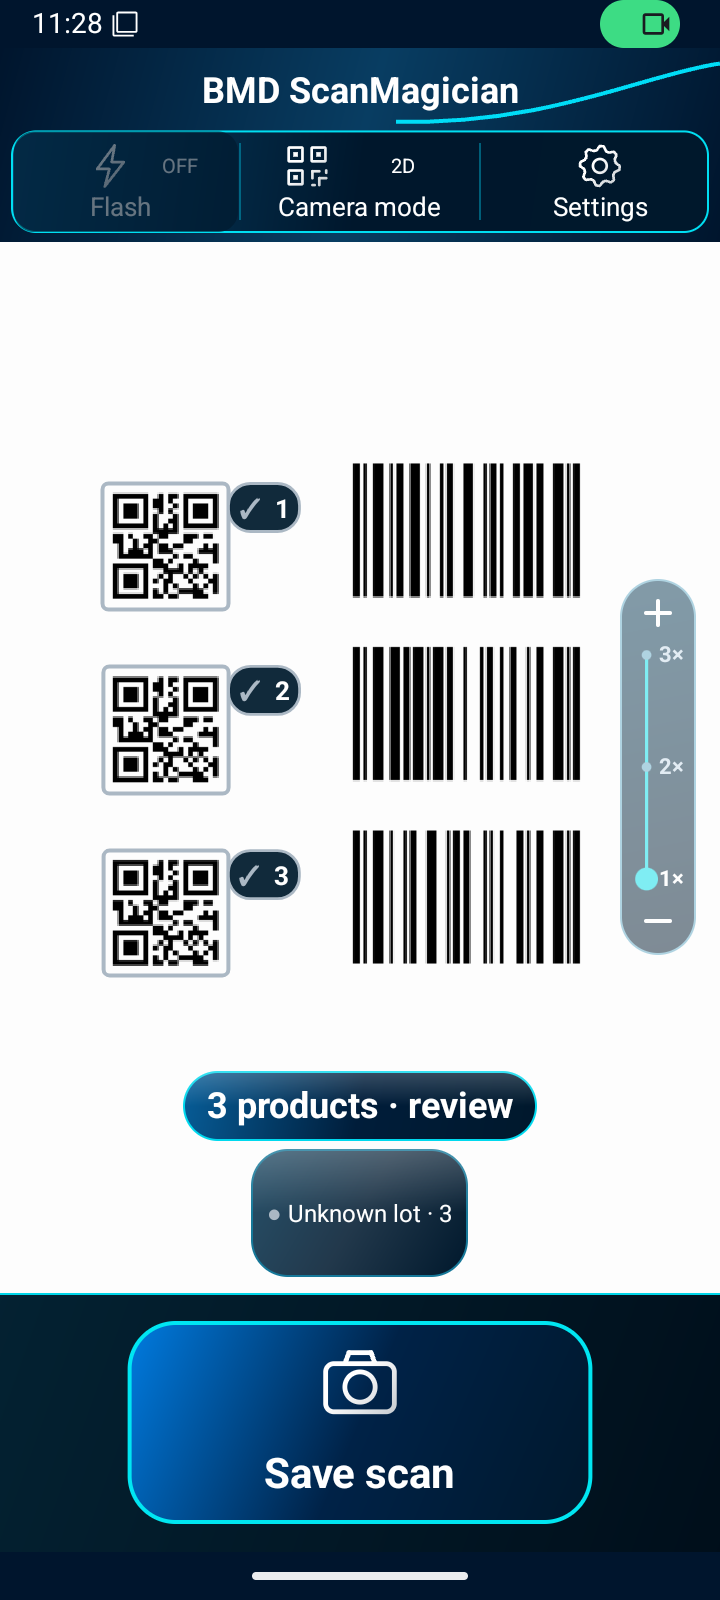 11:28
BMD ScanMagician
OFF
2D
Flash
Camera mode
Settings
✓ 1
✓ 2
✓ 3
+
3×
2×
1×
−
3 products · review
Unknown lot · 3
Save scan